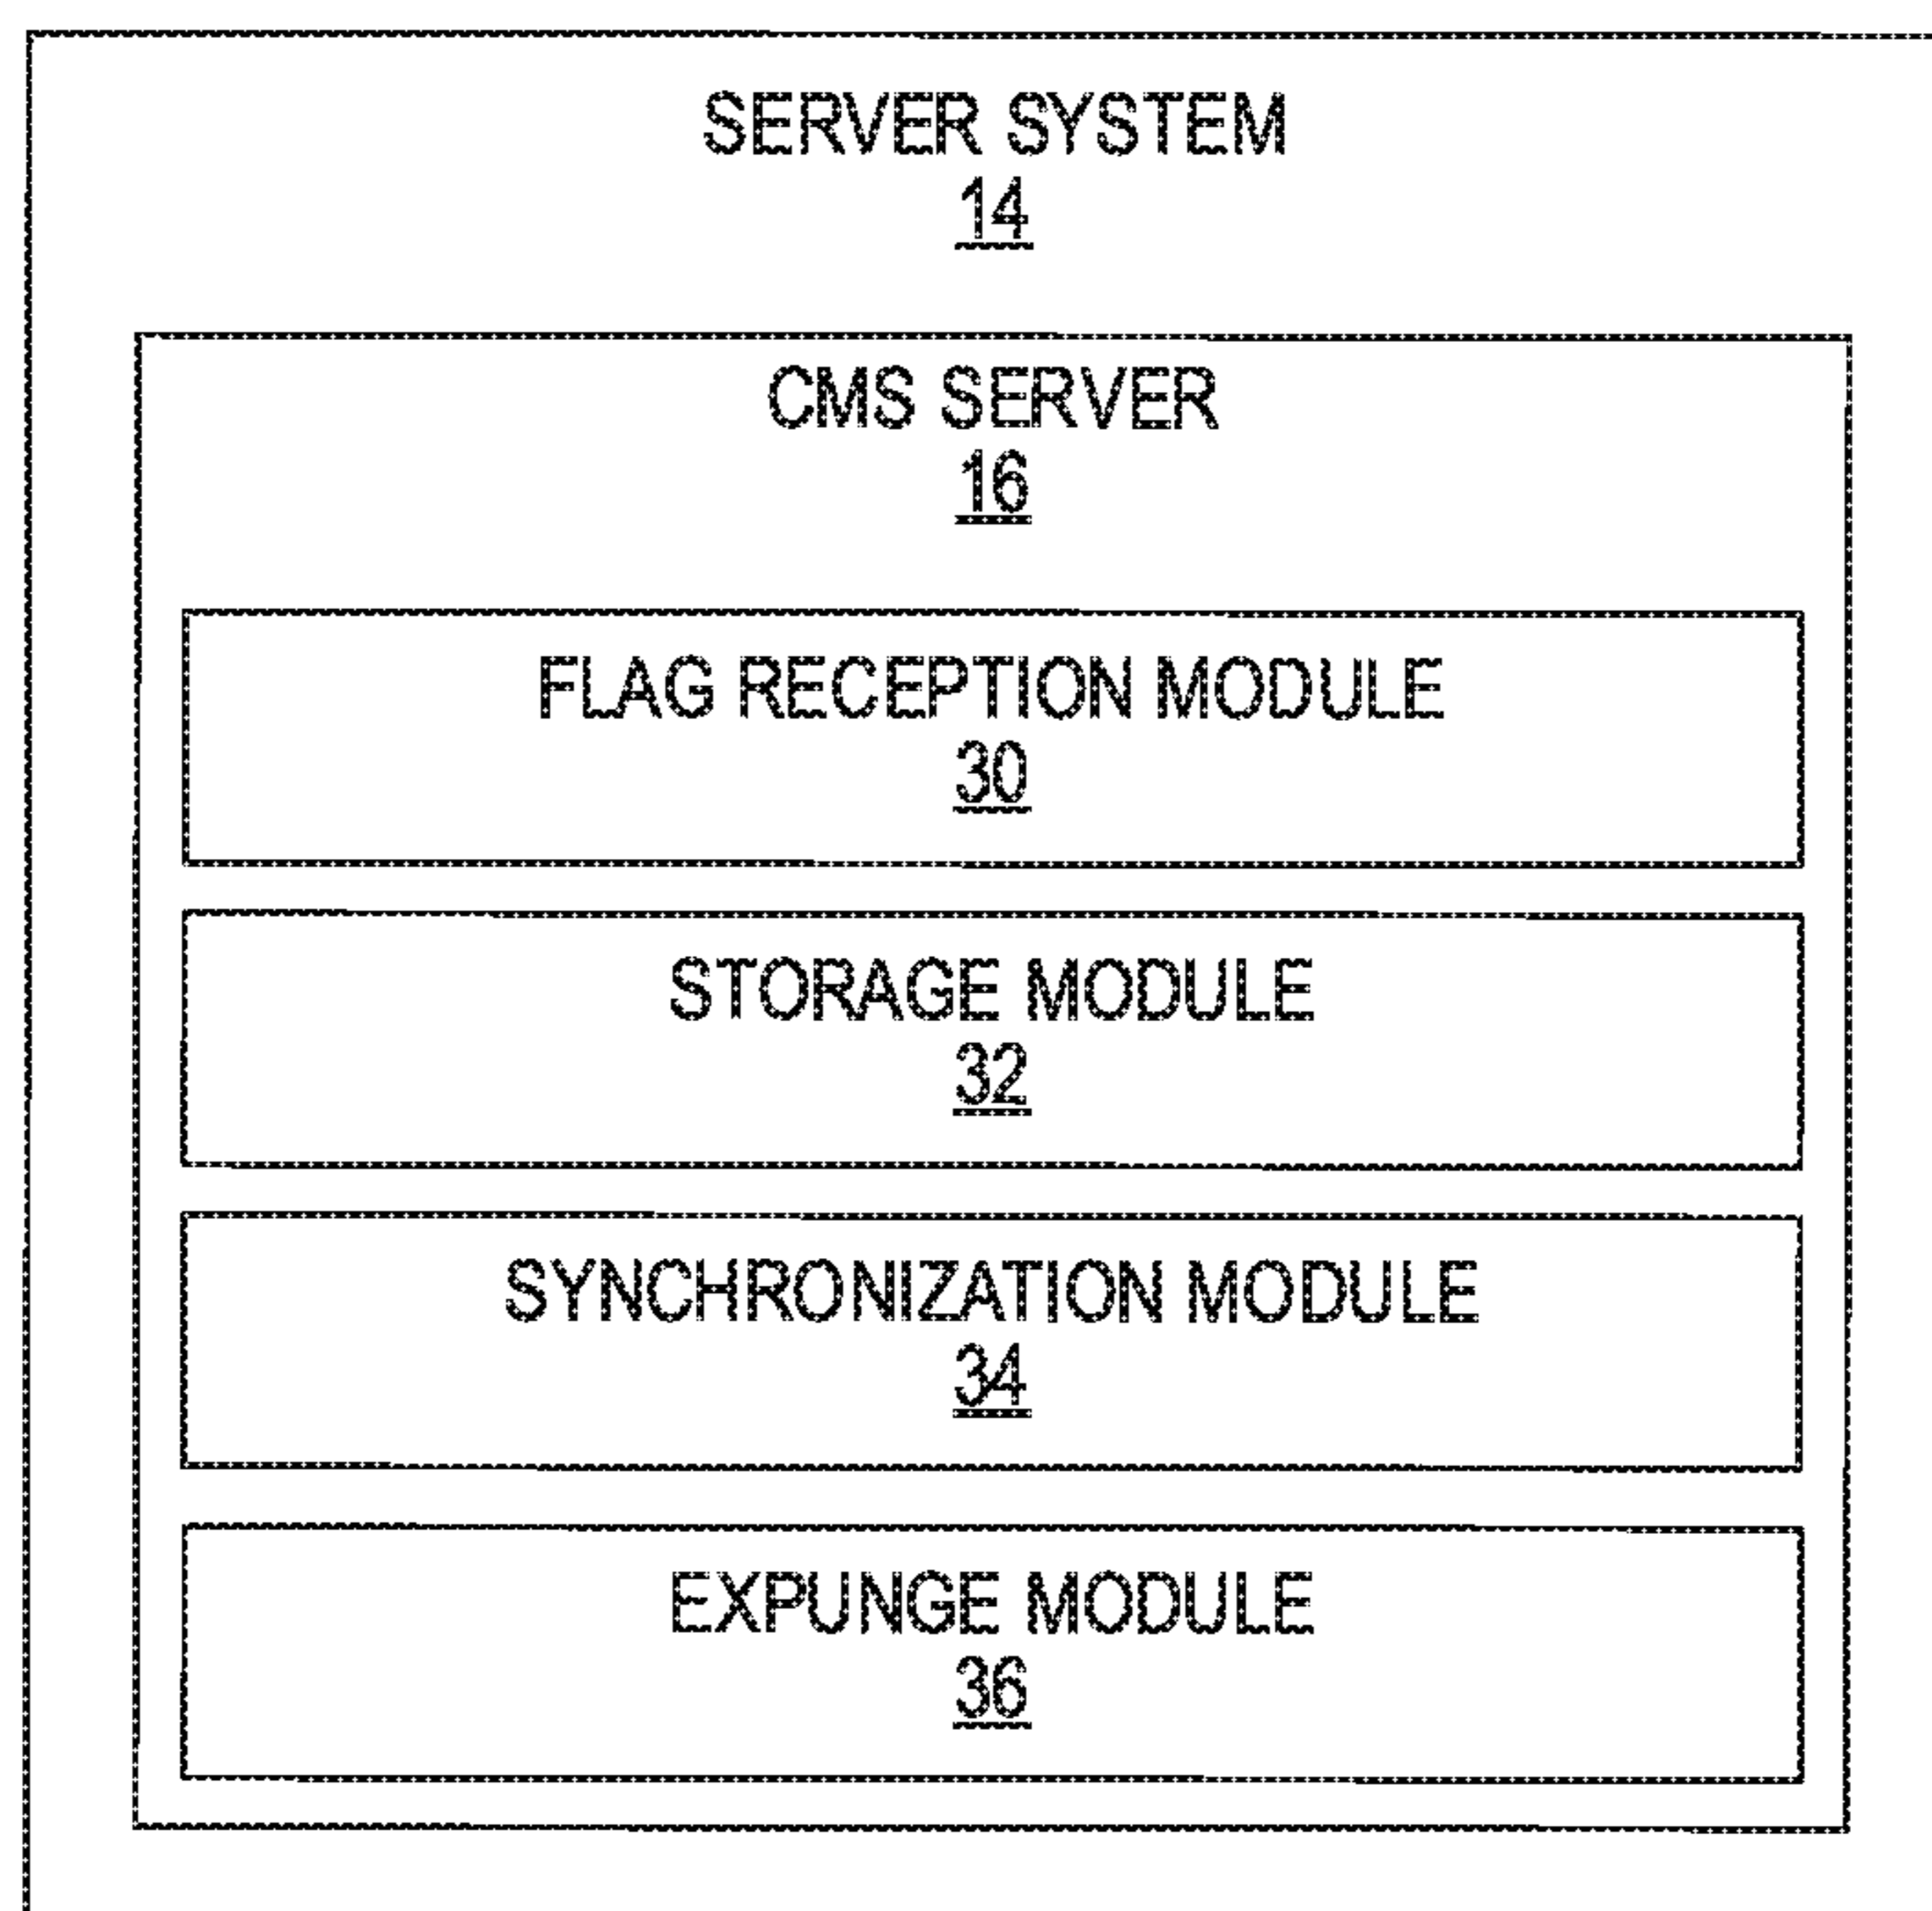 SERVER SYSTEM
14
CMS SERVER
16
FLAG RECEPTION MODULE
30
STORAGE MODULE
32
SYNCHRONIZATION MODULE
34
EXPUNGE MODULE
36